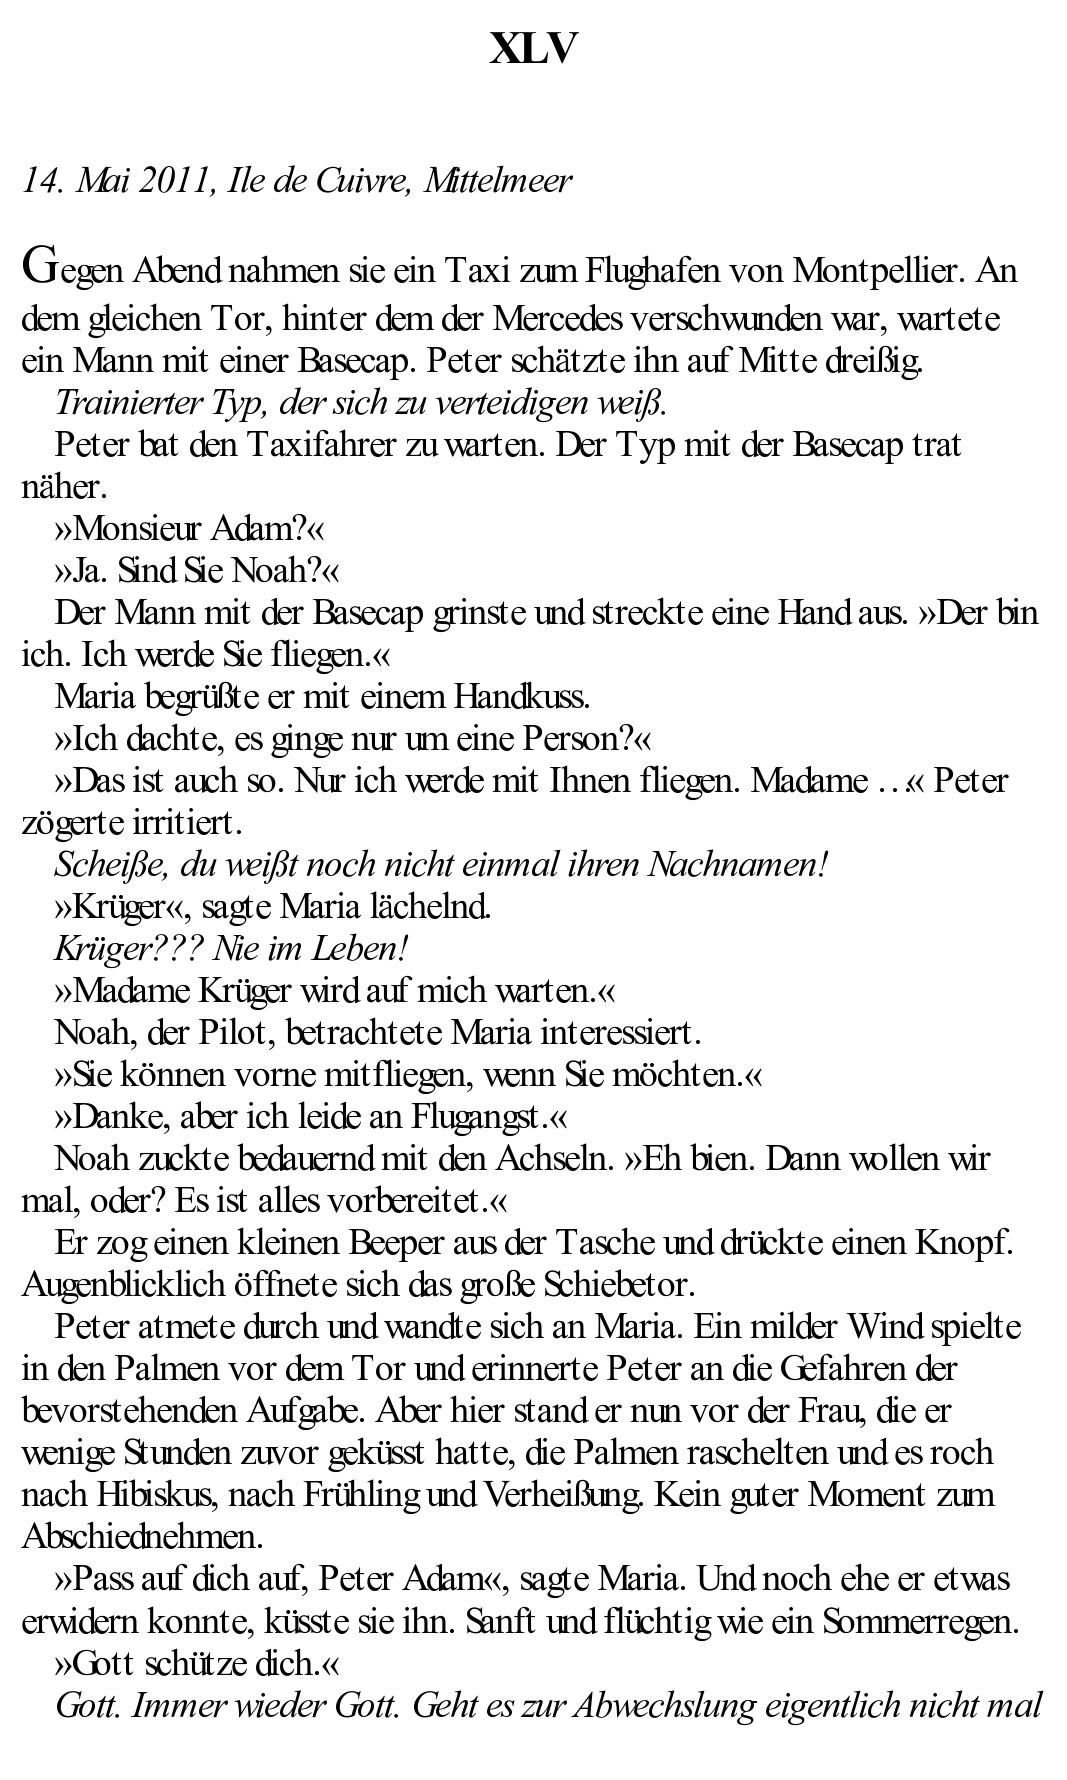 XLV
14. Mai 2011, Ile de Cuivre, Mittelmeer
Gegen Abend nahmen sie ein Taxi zum Flughafen von Montpellier. An
dem gleichen Tor, hinter dem der Mercedes verschwunden war, wartete
ein Mann mit einer Basecap. Peter schätzte ihn auf Mitte dreißig.
Trainierter Typ, der sich zu verteidigen weiß.
Peter bat den Taxifahrer zu warten. Der Typ mit der Basecap trat
näher.
»Monsieur Adam?«
»Ja. Sind Sie Noah?«
Der Mann mit der Basecap grinste und streckte eine Hand aus. »Der bin
ich. Ich werde Sie fliegen.«
Maria begrüßte er mit einem Handkuss.
»Ich dachte, es ginge nur um eine Person?«
»Das ist auch so. Nur ich werde mit Ihnen fliegen. Madame …« Peter
zögerte irritiert.
Scheiße, du weißt noch nicht einmal ihren Nachnamen!
»Krüger«, sagte Maria lächelnd.
Krüger??? Nie im Leben!
»Madame Krüger wird auf mich warten.«
Noah, der Pilot, betrachtete Maria interessiert.
»Sie können vorne mitfliegen, wenn Sie möchten.«
»Danke, aber ich leide an Flugangst.«
Noah zuckte bedauernd mit den Achseln. »Eh bien. Dann wollen wir
mal, oder? Es ist alles vorbereitet.«
Er zog einen kleinen Beeper aus der Tasche und drückte einen Knopf.
Augenblicklich öffnete sich das große Schiebetor.
Peter atmete durch und wandte sich an Maria. Ein milder Wind spielte
in den Palmen vor dem Tor und erinnerte Peter an die Gefahren der
bevorstehenden Aufgabe. Aber hier stand er nun vor der Frau, die er
wenige Stunden zuvor geküsst hatte, die Palmen raschelten und es roch
nach Hibiskus, nach Frühling und Verheißung. Kein guter Moment zum
Abschiednehmen.
»Pass auf dich auf, Peter Adam«, sagte Maria. Und noch ehe er etwas
erwidern konnte, küsste sie ihn. Sanft und flüchtig wie ein Sommerregen.
»Gott schütze dich.«
Gott. Immer wieder Gott. Geht es zur Abwechslung eigentlich nicht mal